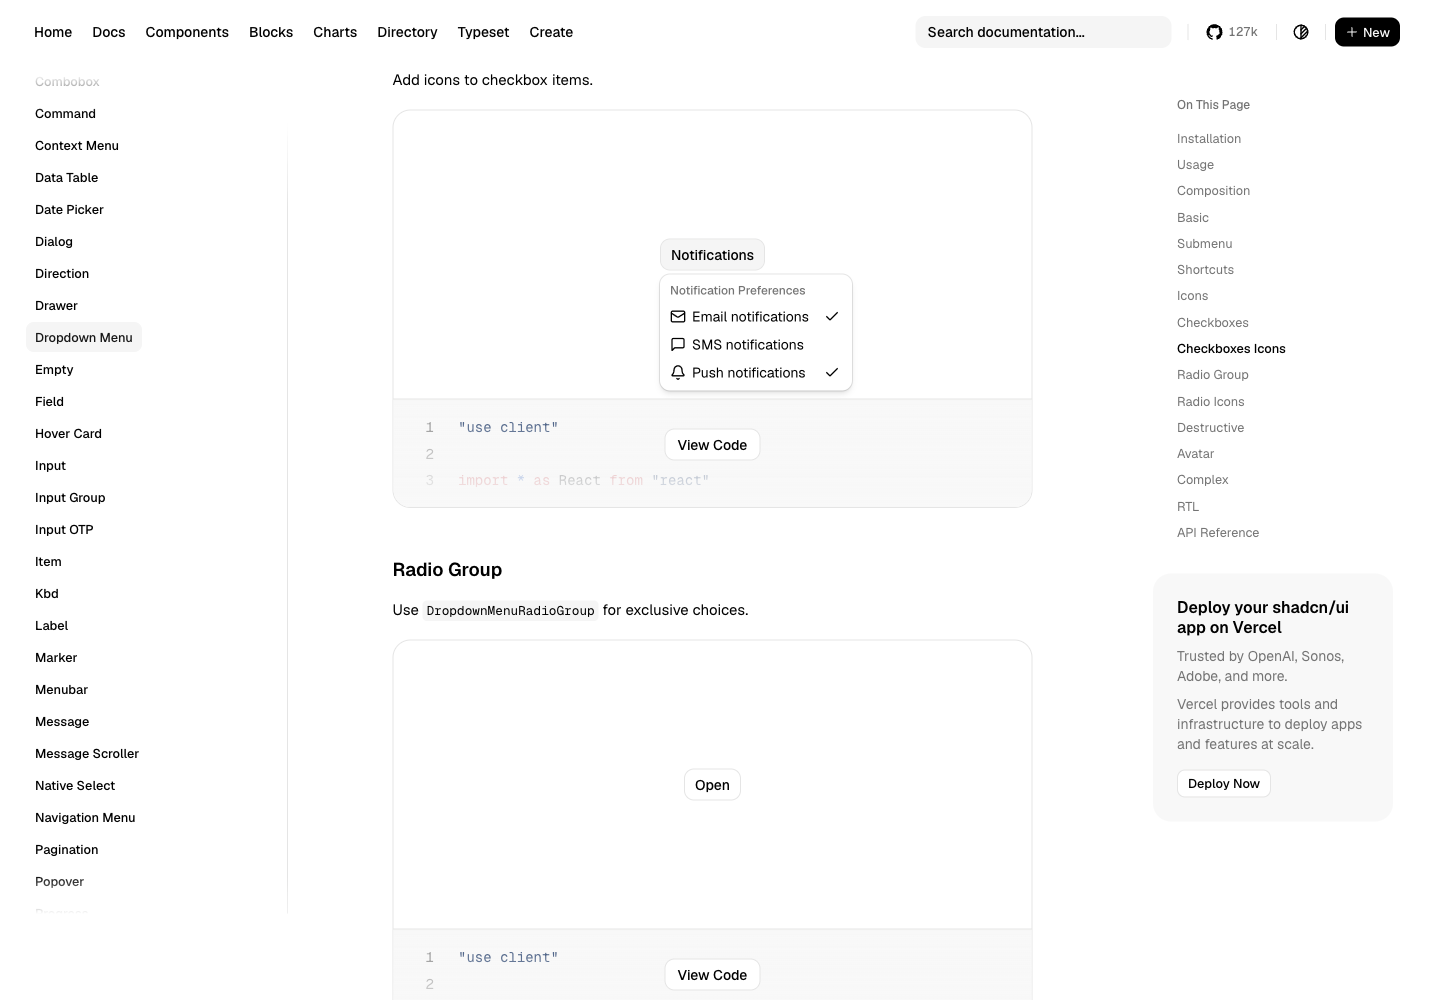 Home Docs Components Blocks Charts Directory Typeset Create
Search documentation...
127k
New
Combobox
Command
Context Menu
Data Table
Date Picker
Dialog
Direction
Drawer
Dropdown Menu
Empty
Field
Hover Card
Input
Input Group
Input OTP
Item
Kbd
Label
Marker
Menubar
Message
Message Scroller
Native Select
Navigation Menu
Pagination
Popover
Add icons to checkbox items.
Notifications
Notification Preferences
Email notifications
SMS notifications
Push notifications
1 "use client"
2
3 import * as React from "react"
View Code
Radio Group
Use DropdownMenuRadioGroup for exclusive choices.
Open
1 "use client"
2
View Code
On This Page
Installation
Usage
Composition
Basic
Submenu
Shortcuts
Icons
Checkboxes
Checkboxes Icons
Radio Group
Radio Icons
Destructive
Avatar
Complex
RTL
API Reference
Deploy your shadcn/ui
app on Vercel
Trusted by OpenAI, Sonos,
Adobe, and more.
Vercel provides tools and
infrastructure to deploy apps
and features at scale.
Deploy Now